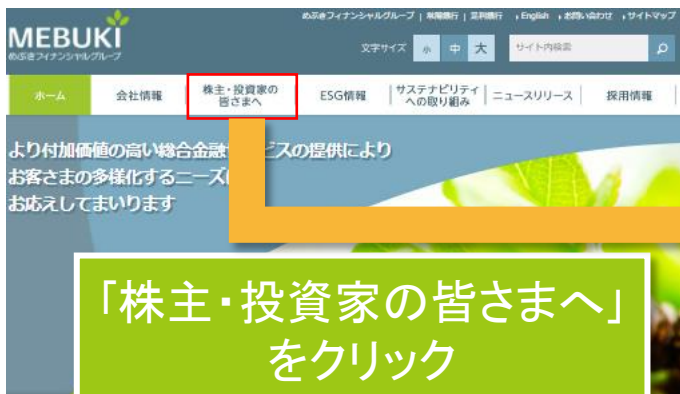 めぶきフィナンシャルグループ | 常陽銀行 | 足利銀行 English お問い合わせ サイトマップ
MEBUKI
めぶきフィナンシャルグループ
文字サイズ 小 中 大 サイト内検索
ホーム 会社情報 株主・投資家の ESG情報 サステナビリティ ニュースリリース 採用情報
皆さまへ への取り組み
より付加価値の高い総合金融 ビスの提供により
お客さまの多様化するニーズ
お応えしてまいります
「株主・投資家の皆さまへ」
をクリック